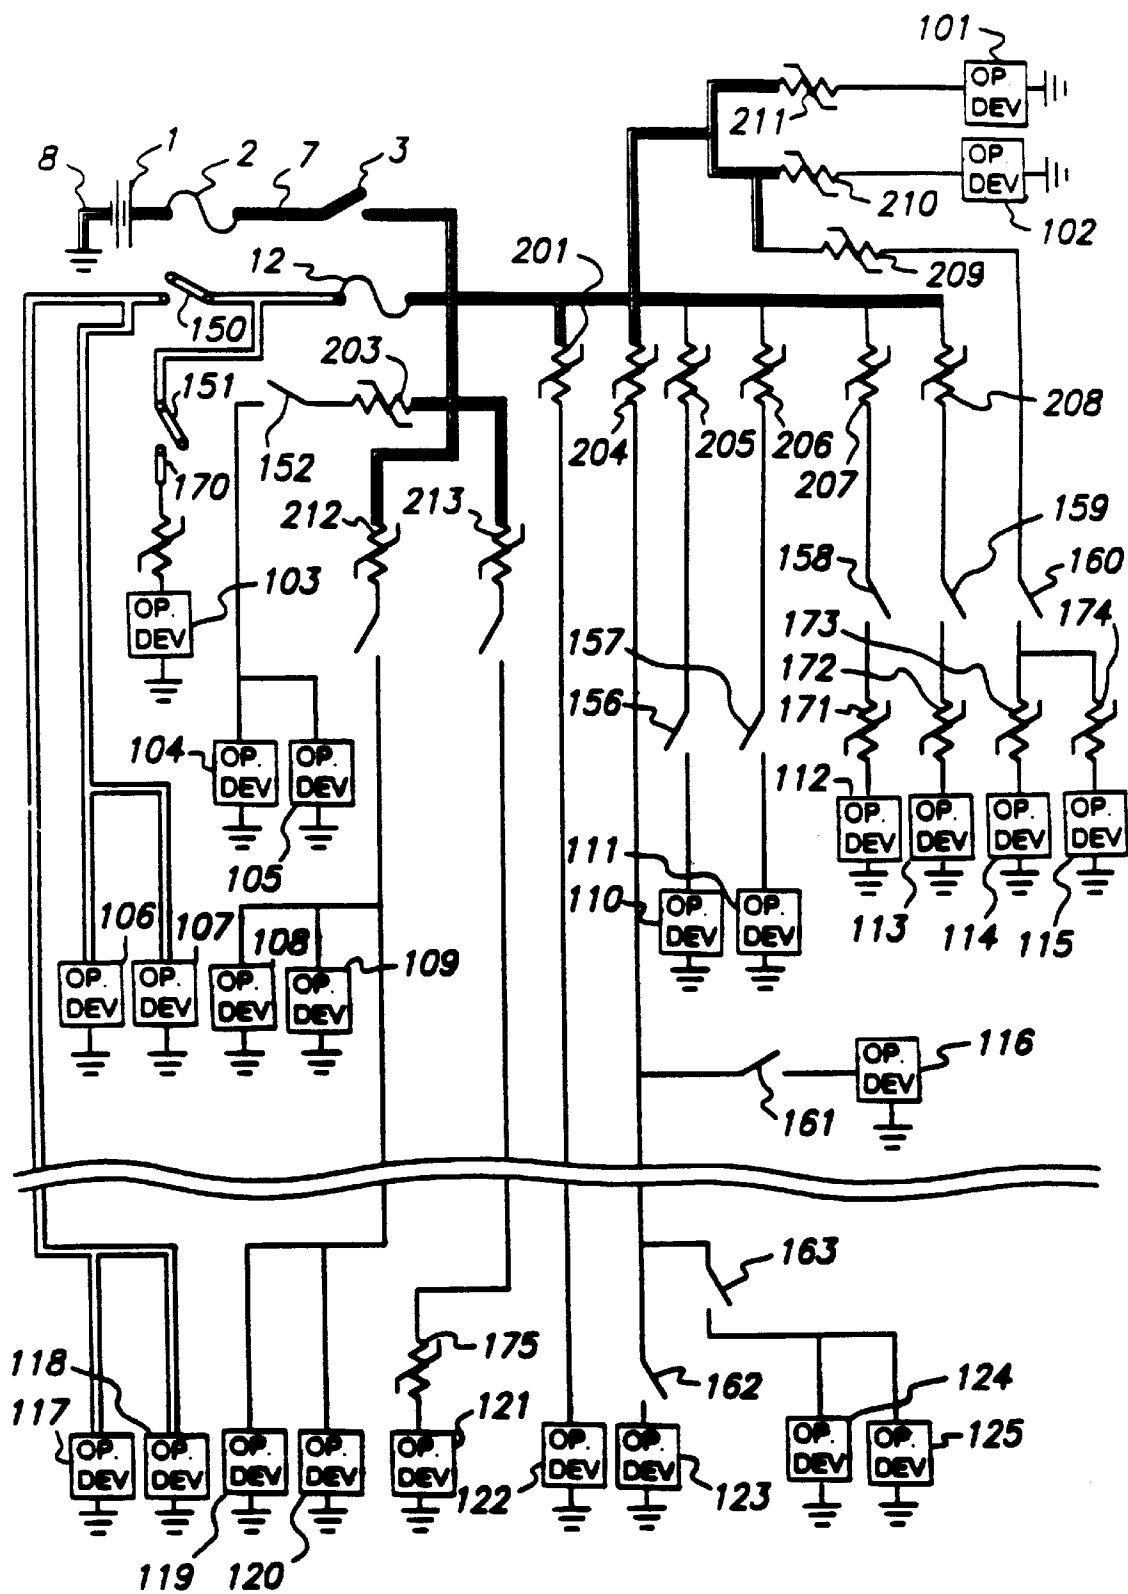 101
OP.
DEV
211
1
8
2
7
3
OP.
DEV
210
102
12
201
209
150
203
151
208
204
205
206
152
207
170
212
213
159
158
160
OP.
DEV
103
173
174
157
172
156
171
104
OP.
DEV
OP.
DEV
112
OP.
DEV
OP.
DEV
OP.
DEV
OP.
DEV
111
105
110
OP.
DEV
OP.
DEV
106
107
108
109
113
114
115
OP.
DEV
OP.
DEV
OP.
DEV
OP.
DEV
OP.
DEV
116
161
163
175
118
162
124
117
121
125
OP.
DEV
OP.
DEV
OP.
DEV
OP.
DEV
OP.
DEV
OP.
DEV
OP.
DEV
OP.
DEV
OP.
DEV
122
123
119
120